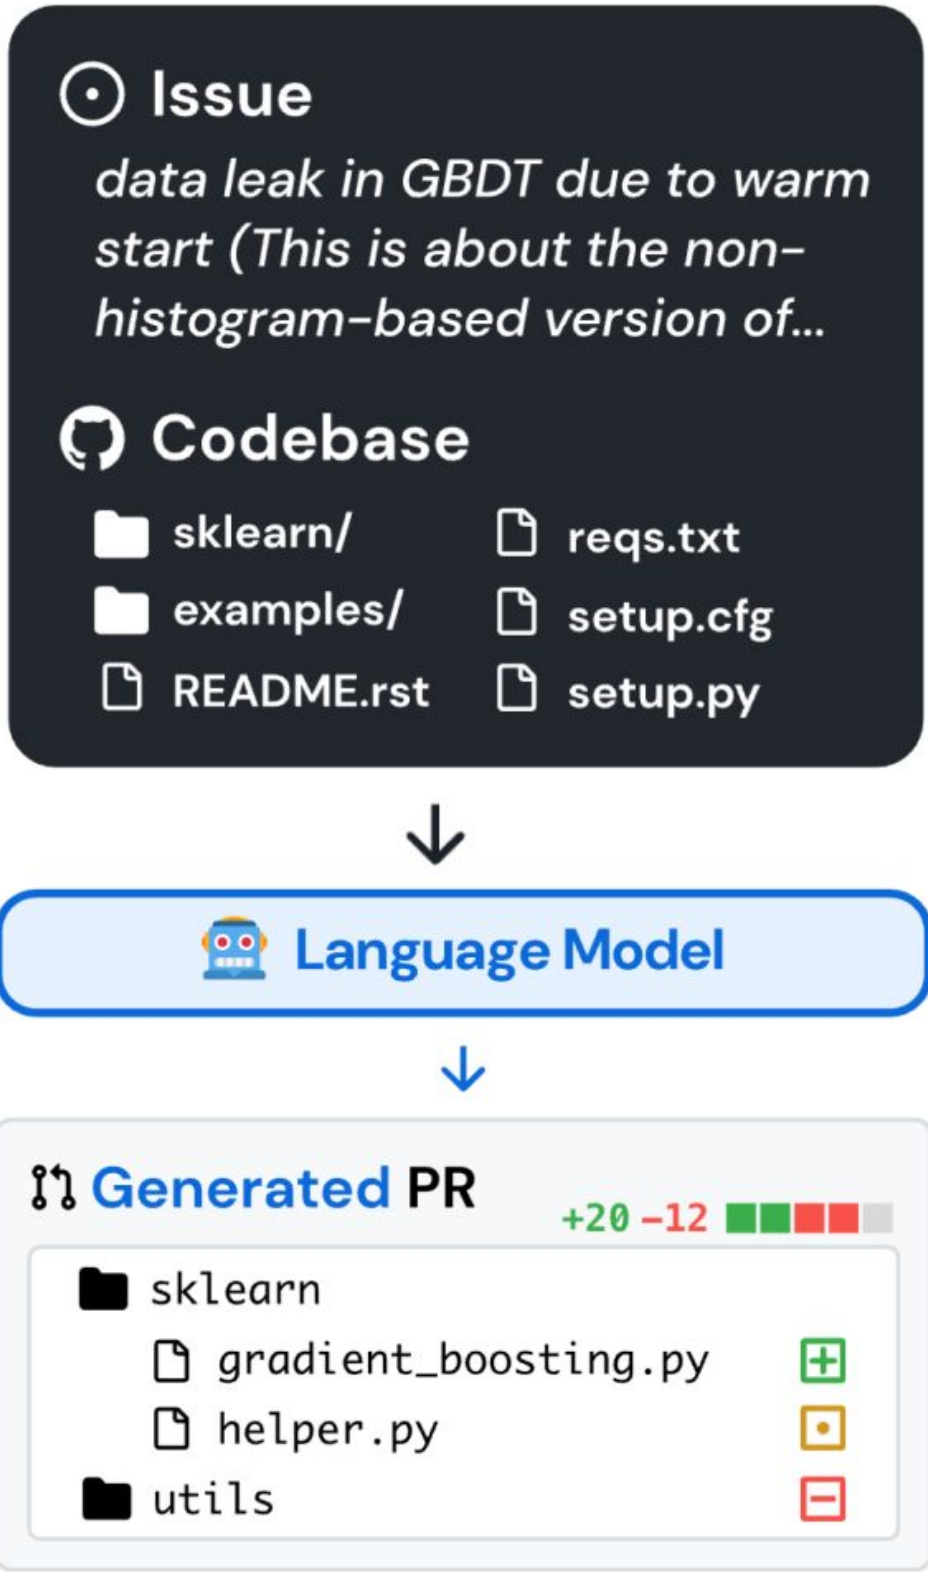 Issue
data leak in GBDT due to warm
start (This is about the non-
histogram-based version of...
Codebase
sklearn/
reqs.txt
examples/
setup.cfg
README.rst
setup.py
Language Model
Generated PR
+20 -12
sklearn
gradient_boosting.py
helper.py
utils